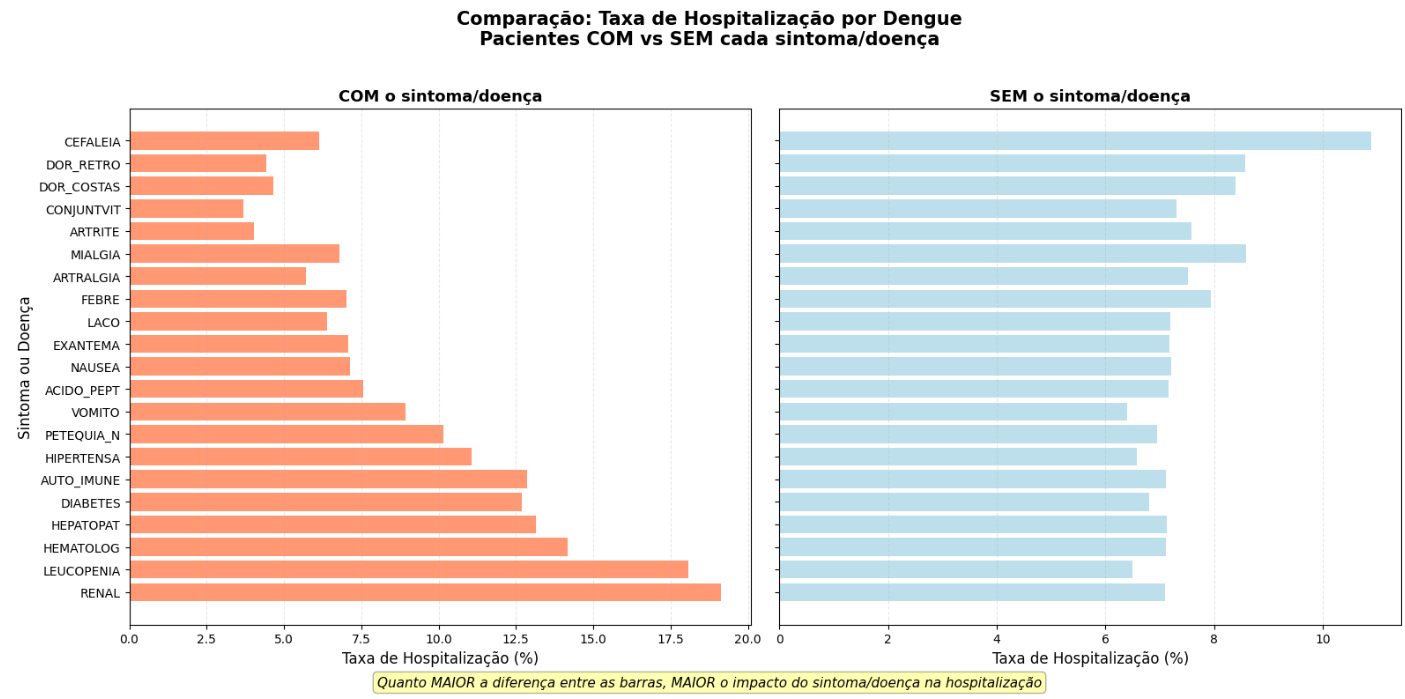 Comparação: Taxa de Hospitalização por Dengue
Pacientes COM vs SEM cada sintoma/doença
COM o sintoma/doença
SEM o sintoma/doença
Sintoma ou Doença
CEFALEIA
DOR_RETRO
DOR_COSTAS
CONJUNTVIT
ARTRITE
MIALGIA
ARTRALGIA
FEBRE
LACO
EXANTEMA
NAUSEA
ACIDO_PEPT
VOMITO
PETEQUIA_N
HIPERTENSA
AUTO_IMUNE
DIABETES
HEPATOPAT
HEMATOLOG
LEUCOPENIA
RENAL
0.0 2.5 5.0 7.5 10.0 12.5 15.0 17.5 20.0
0 2 4 6 8 10
Taxa de Hospitalização (%)
Taxa de Hospitalização (%)
Quanto MAIOR a diferença entre as barras, MAIOR o impacto do sintoma/doença na hospitalização